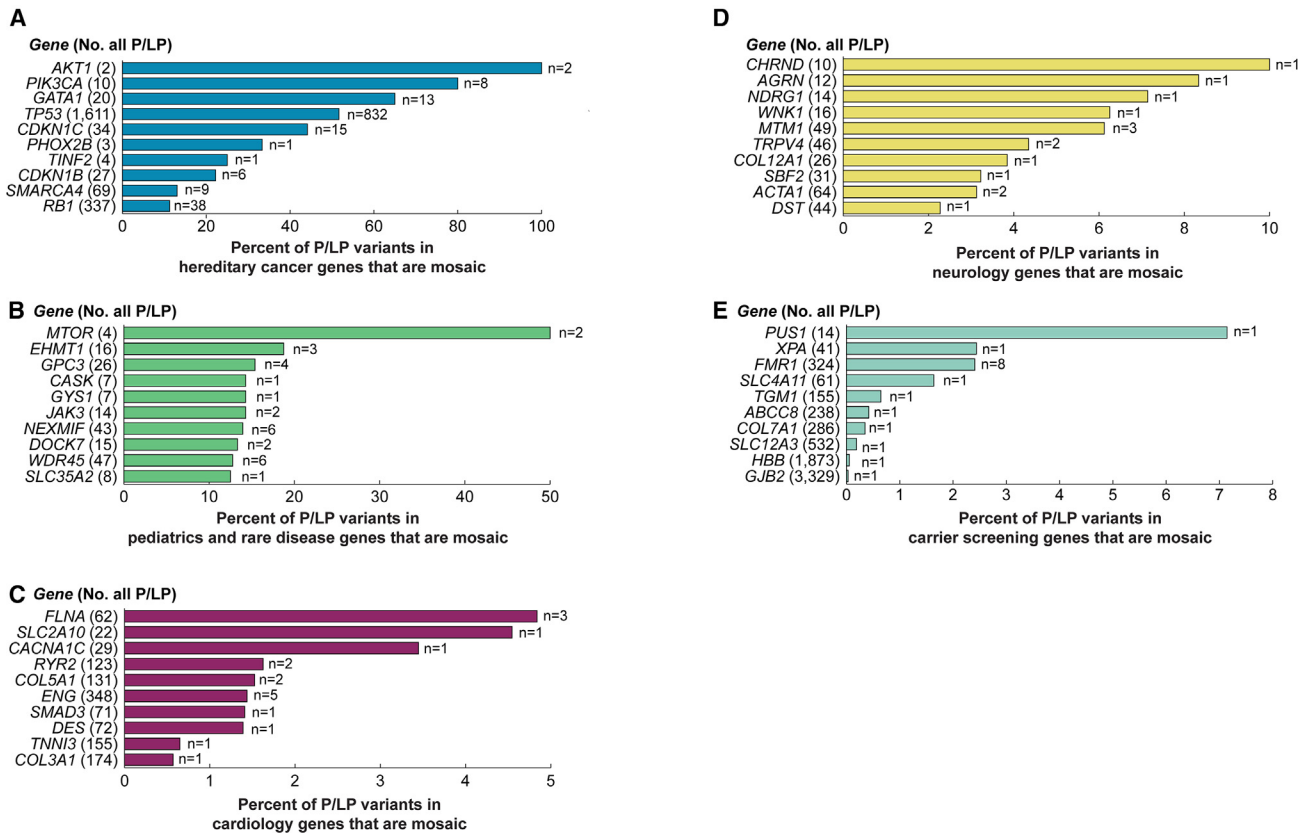 A
Gene (No. all P/LP)
AKT1 (2) n=2
PIK3CA (10) n=8
GATA1 (20) n=13
TP53 (1,611) n=832
CDKN1C (34) n=15
PHOX2B (3) n=1
TINF2 (4) n=1
CDKN1B (27) n=6
SMARCA4 (69) n=9
RB1 (337) n=38
0 20 40 60 80 100
Percent of P/LP variants in
hereditary cancer genes that are mosaic
B
Gene (No. all P/LP)
MTOR (4) n=2
EHMT1 (16) n=3
GPC3 (26) n=4
CASK (7) n=1
GYS1 (7) n=1
JAK3 (14) n=2
NEXMIF (43) n=6
DOCK7 (15) n=2
WDR45 (47) n=6
SLC35A2 (8) n=1
0 10 20 30 40 50
Percent of P/LP variants in
pediatrics and rare disease genes that are mosaic
C
Gene (No. all P/LP)
FLNA (62) n=3
SLC2A10 (22) n=1
CACNA1C (29) n=1
RYR2 (123) n=2
COL5A1 (131) n=2
ENG (348) n=5
SMAD3 (71) n=1
DES (72) n=1
TNNI3 (155) n=1
COL3A1 (174) n=1
0 1 2 3 4 5
Percent of P/LP variants in
cardiology genes that are mosaic
D
Gene (No. all P/LP)
CHRND (10) n=1
AGRN (12) n=1
NDRG1 (14) n=1
WNK1 (16) n=1
MTM1 (49) n=3
TRPV4 (46) n=2
COL12A1 (26) n=1
SBF2 (31) n=1
ACTA1 (64) n=2
DST (44) n=1
0 2 4 6 8 10
Percent of P/LP variants in
neurology genes that are mosaic
E
Gene (No. all P/LP)
PUS1 (14) n=1
XPA (41) n=1
FMR1 (324) n=8
SLC4A11 (61) n=1
TGM1 (155) n=1
ABCC8 (238) n=1
COL7A1 (286) n=1
SLC12A3 (532) n=1
HBB (1,873) n=1
GJB2 (3,329) n=1
0 1 2 3 4 5 6 7 8
Percent of P/LP variants in
carrier screening genes that are mosaic